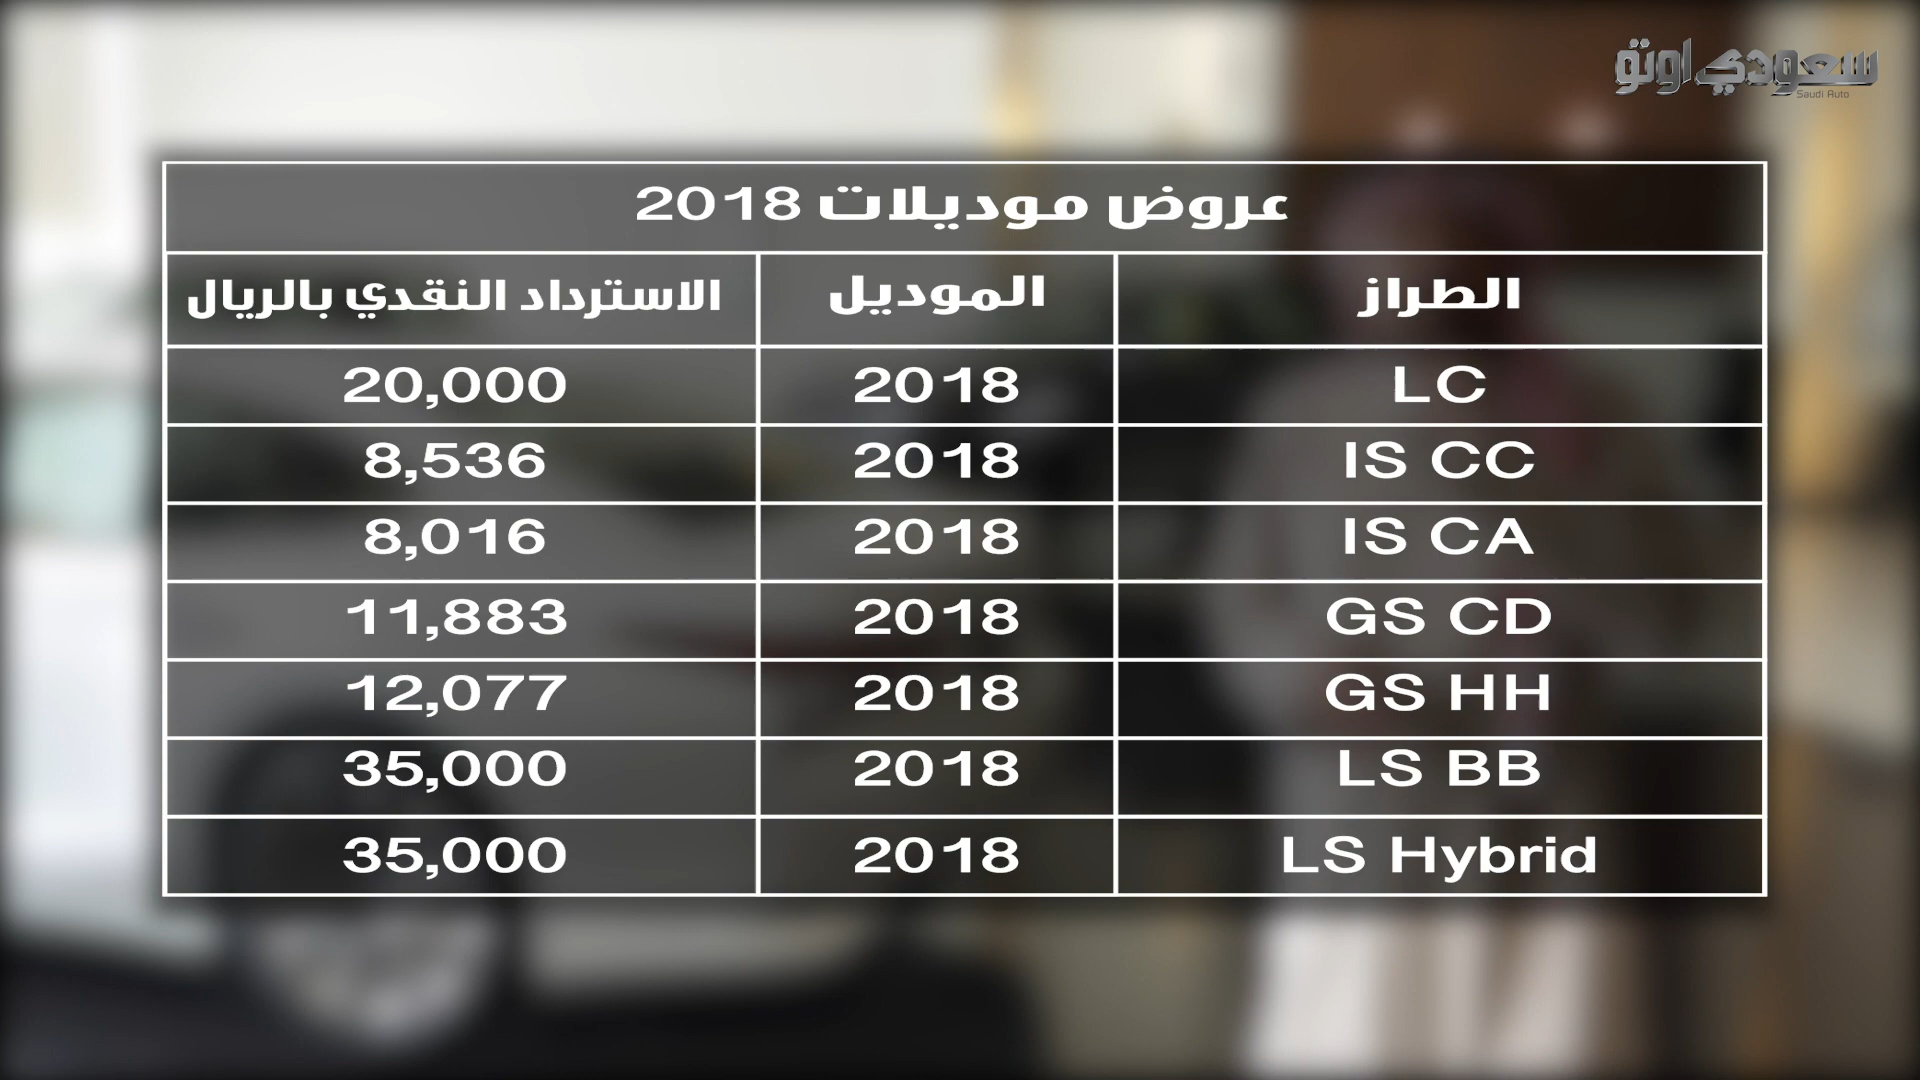 سعودي اوتو
Saudi Auto
عروض موديلات 2018
الطراز الموديل الاسترداد النقدي بالريال
LC 2018 20,000
IS CC 2018 8,536
IS CA 2018 8,016
GS CD 2018 11,883
GS HH 2018 12,077
LS BB 2018 35,000
LS Hybrid 2018 35,000